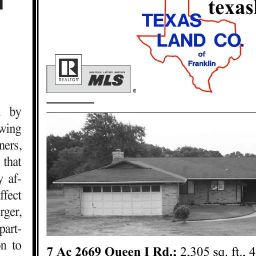 texas
TEXAS
LAND CO.
of
Franklin
REALTOR®
MLS
®
by
wing
ners,
that
y af-
ffect
rger,
part-
n to
7 Ac 2669 Queen I Rd.: 2,305 sq. ft., 4